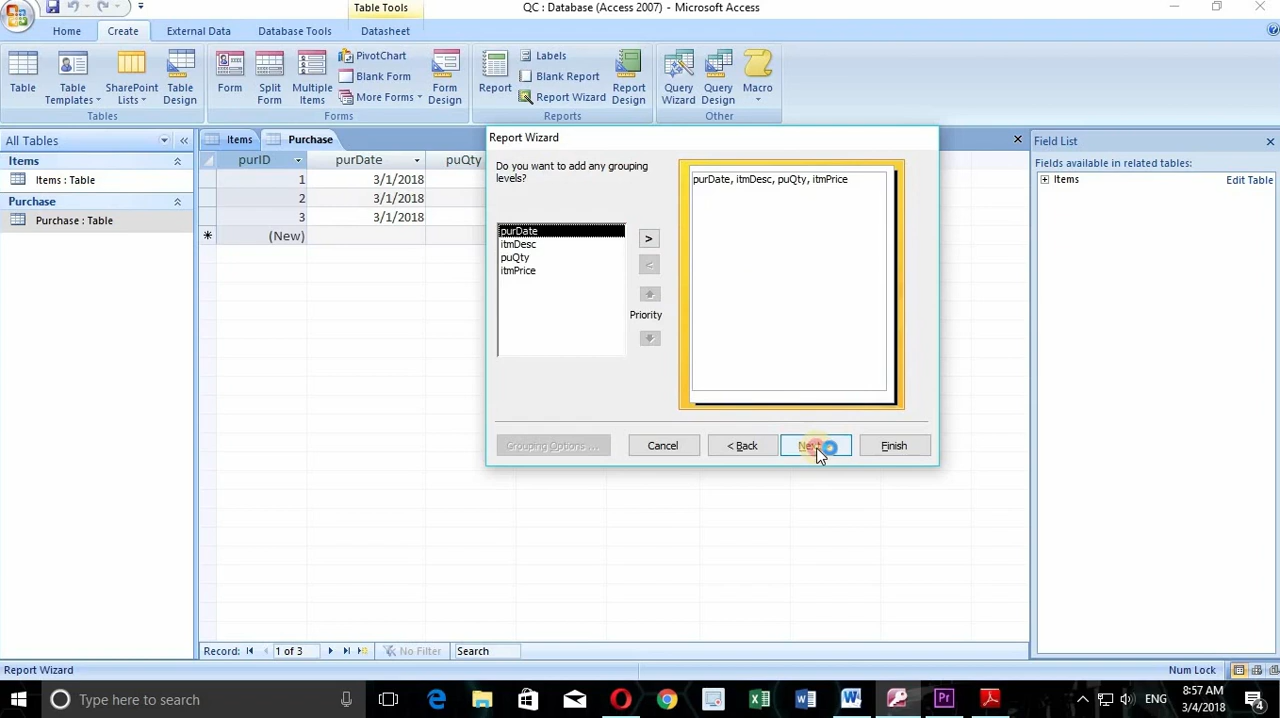 Table Tools
QC : Database (Access 2007) - Microsoft Access
Home
Create
External Data
Database Tools
Datasheet
Table
Table Templates
SharePoint Lists
Table Design
Tables
Form
Split Form
Multiple Items
PivotChart
Blank Form
More Forms
Form Design
Forms
Report
Labels
Blank Report
Report Wizard
Report Design
Reports
Query Wizard
Query Design
Macro
Other
All Tables
Items
Items : Table
Purchase
Purchase : Table
Items
Purchase
purID
purDate
puQty
1
3/1/2018
2
3/1/2018
3
3/1/2018
(New)
Report Wizard
Do you want to add any grouping
levels?
purDate
itmDesc
puQty
itmPrice
>
<
Priority
purDate, itmDesc, puQty, itmPrice
Grouping Options ...
Cancel
< Back
Finish
Field List
Fields available in related tables:
Items
Edit Table
Record:
1 of 3
No Filter
Search
Report Wizard
Num Lock
Type here to search
ENG
8:57 AM
3/4/2018
4